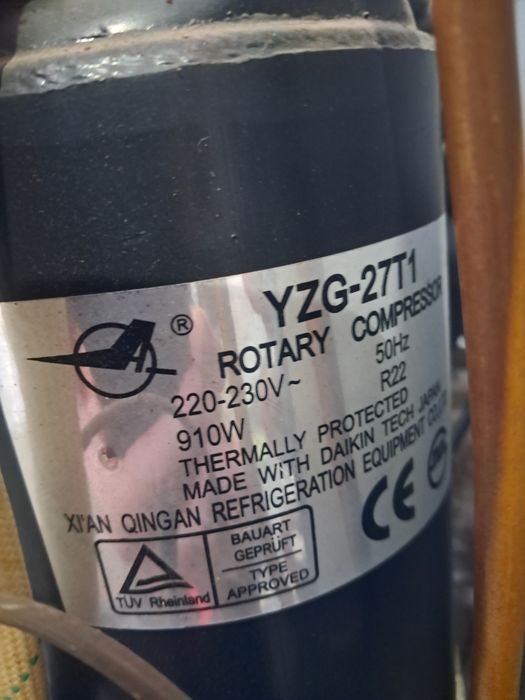 ®
YZG-27T1
ROTARY COMPRESSOR
220-230V~ 50Hz
910W R22
THERMALLY PROTECTED
MADE WITH DAIKIN TECH JAPAN
XI'AN QINGAN REFRIGERATION EQUIPMENT CO.,LTD
CE
TÜV Rheinland
BAUART
GEPRÜFT
TYPE
APPROVED